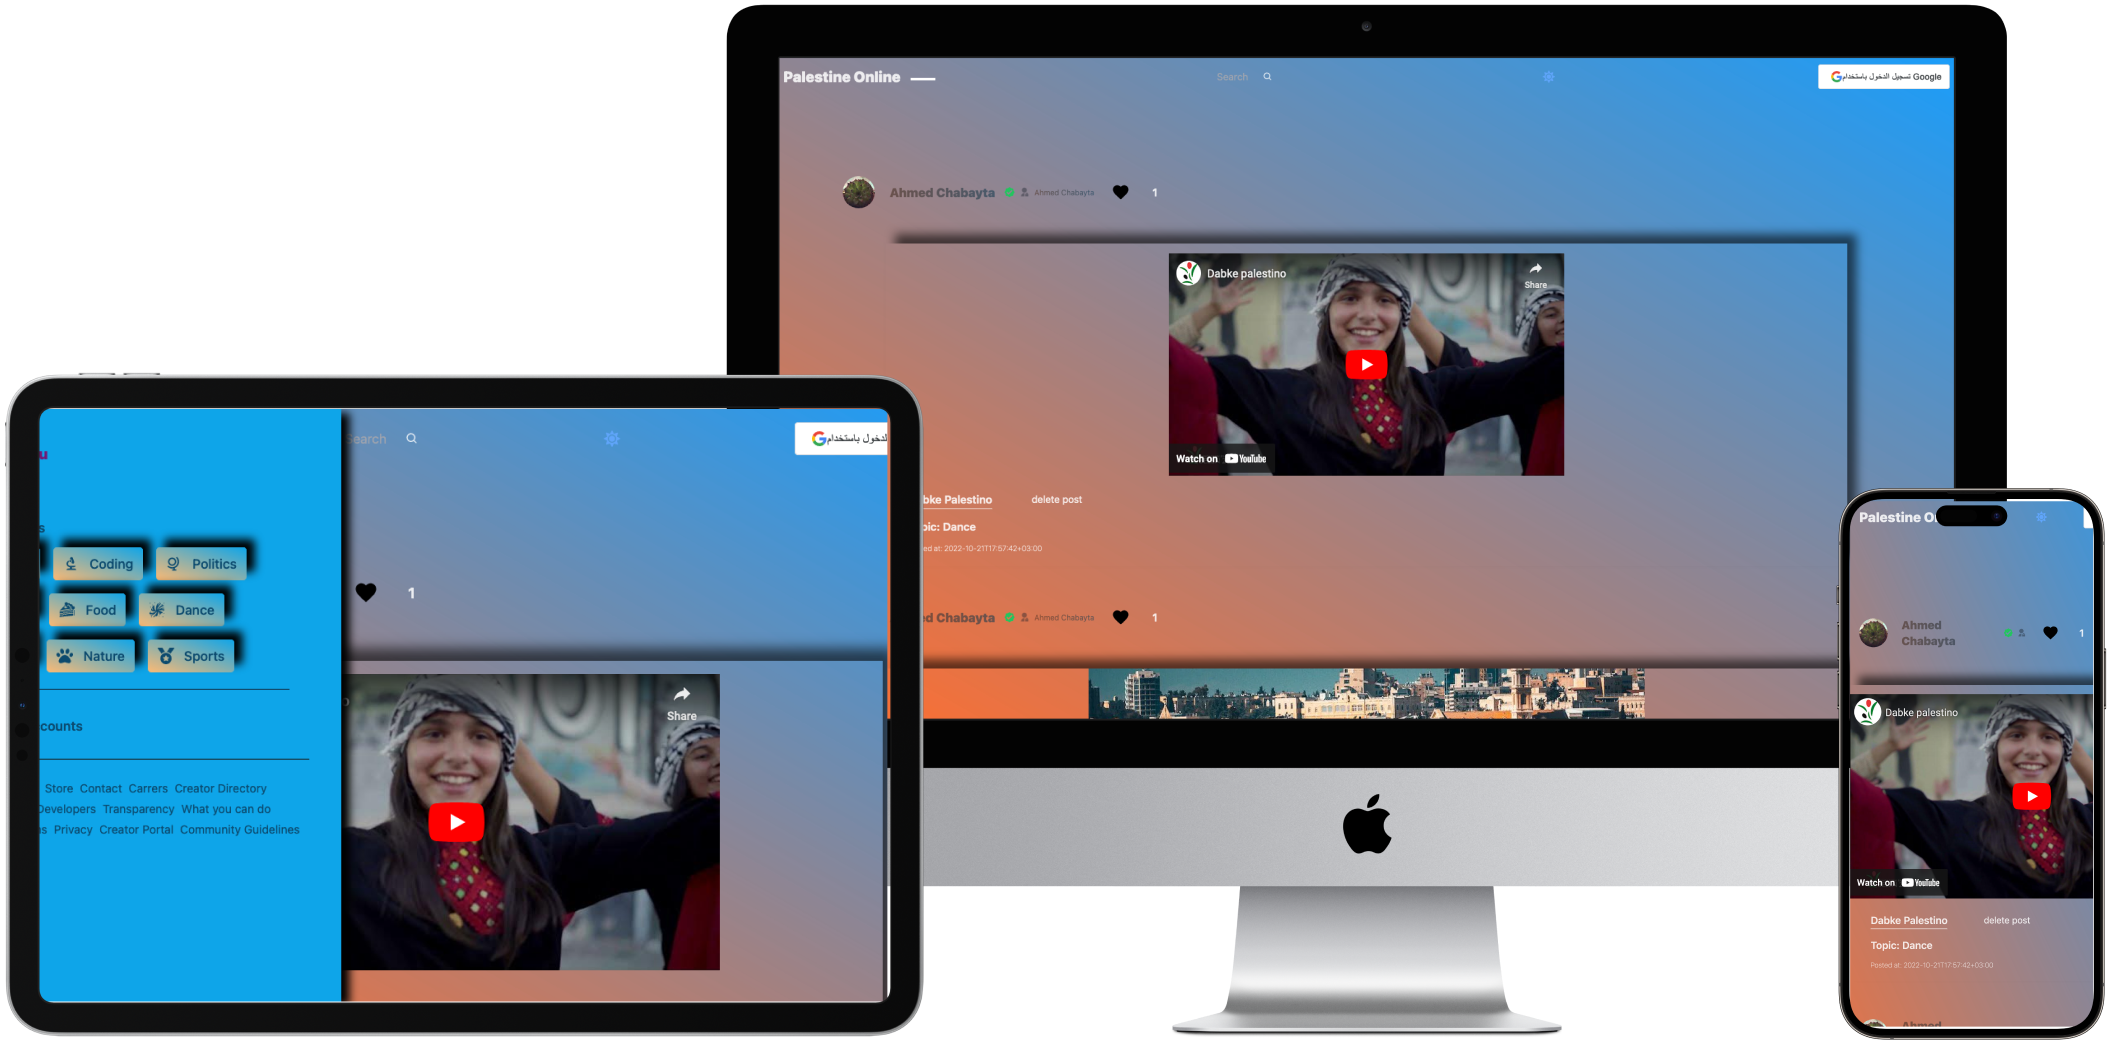 Palestine Online
Search
تسجيل الدخول باستخدام Google
Ahmed Chabayta
Ahmed Chabayta
1
Dabke palestino
Share
Watch on YouTube
bke Palestino
delete post
pic: Dance
ed at: 2022-10-21T17:57:42+03:00
d Chabayta
Ahmed Chabayta
1
u
s
Coding
Politics
Food
Dance
Nature
Sports
counts
Store Contact Carrers Creator Directory
Developers Transparency What you can do
s Privacy Creator Portal Community Guidelines
Search
لدخول باستخدام
1
Share
Palestine O
Ahmed
Chabayta
1
Dabke palestino
Watch on YouTube
Dabke Palestino
delete post
Topic: Dance
Posted at: 2022-10-21T17:57:42+03:00
Ahmed